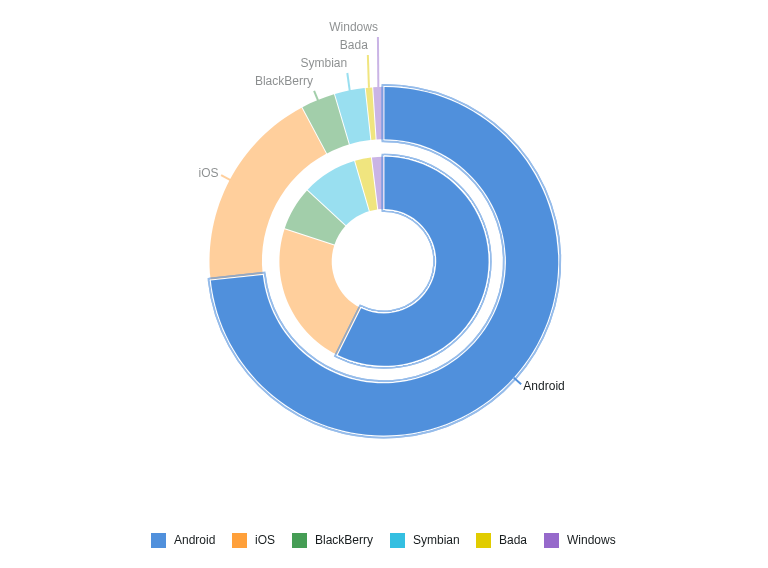 Windows
Bada
Symbian
BlackBerry
iOS
Android
Android iOS BlackBerry Symbian Bada Windows